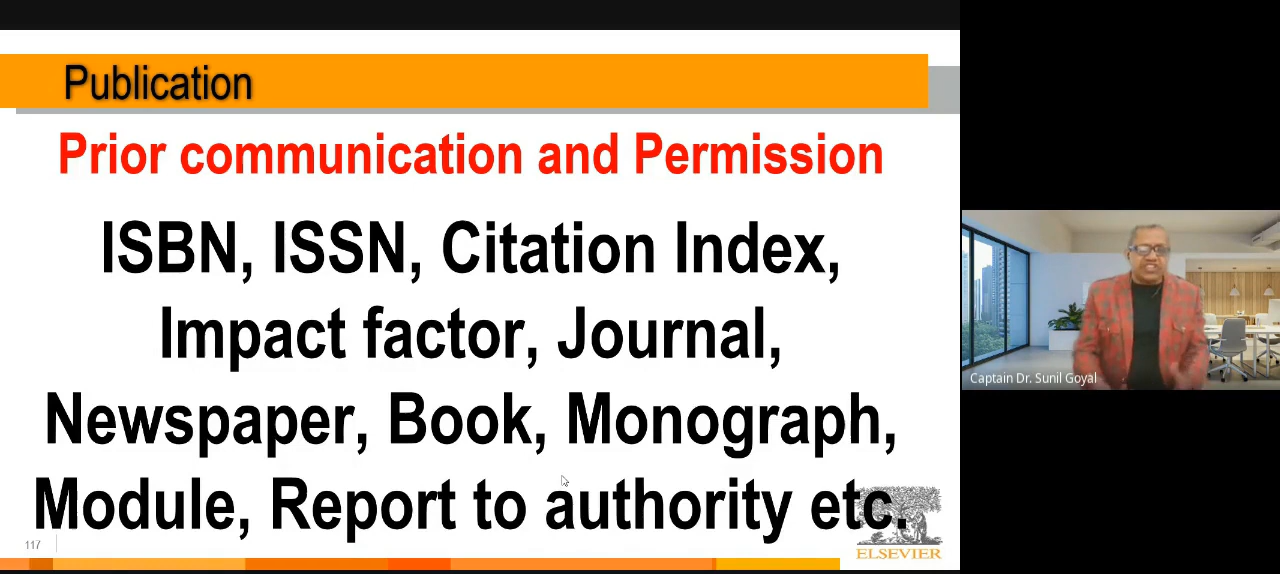 Publication
Prior communication and Permission
ISBN, ISSN, Citation Index,
Impact factor, Journal,
Newspaper, Book, Monograph,
Module, Report to authority etc.
117
ELSEVIER
Captain Dr. Sunil Goyal